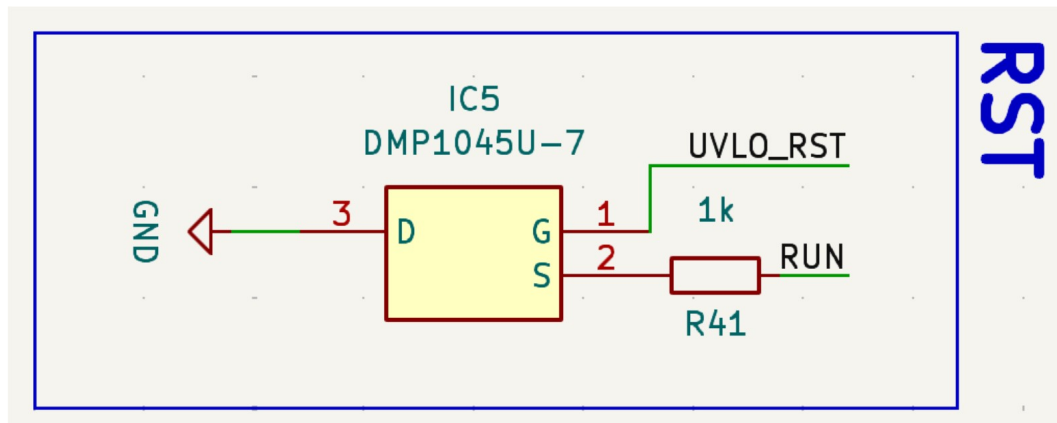 RST
IC5
DMP1045U-7
UVLO_RST
GND
3
D
G
1
1k
S
2
RUN
R41